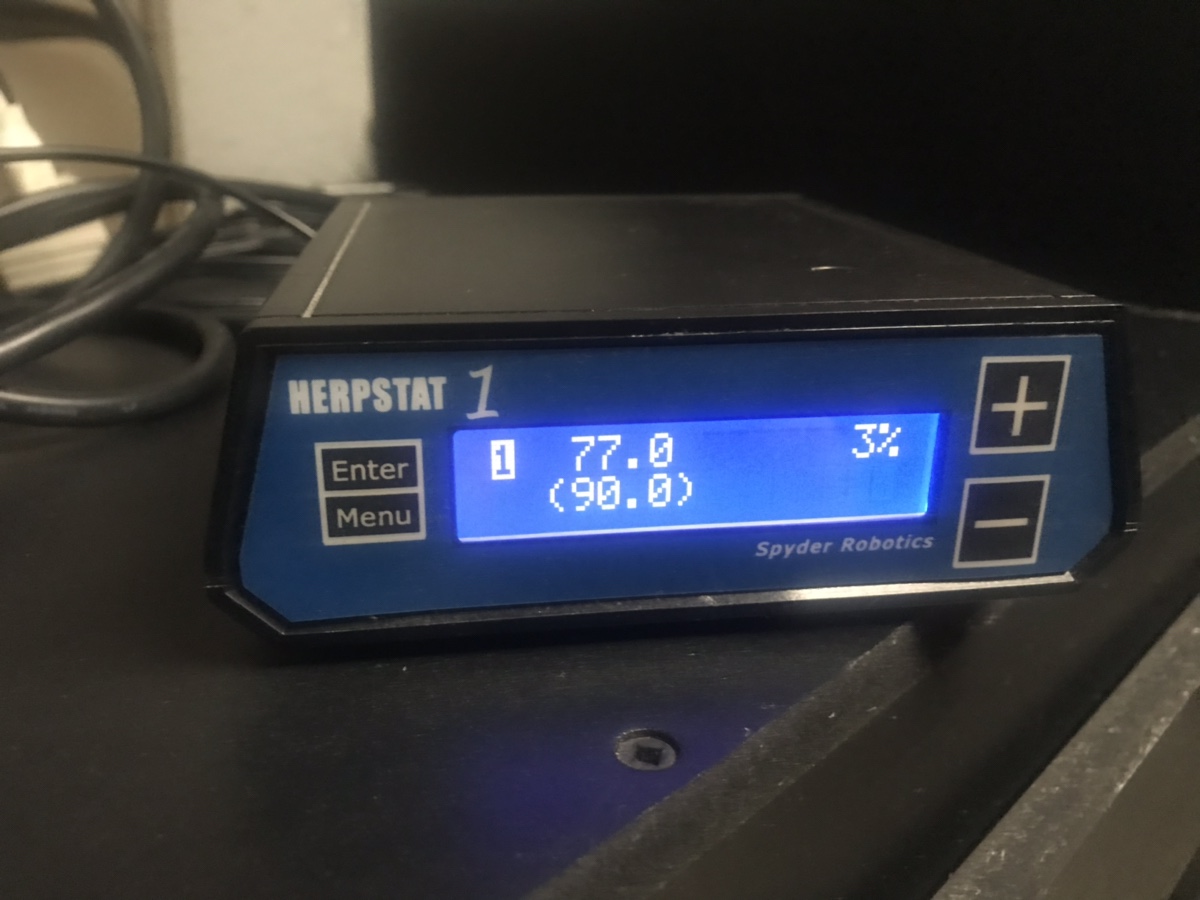 HERPSTAT 1
Enter
Menu
1 77.0 3%
(90.0)
Spyder Robotics
+
−